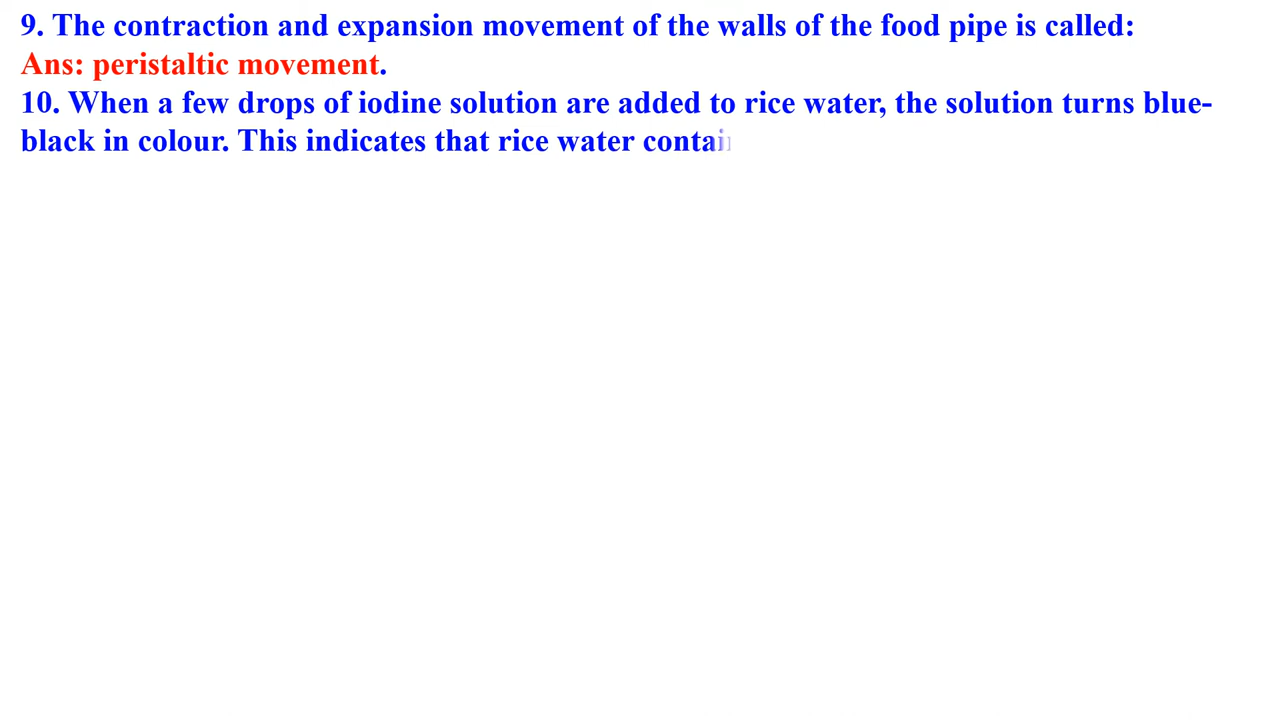 9. The contraction and expansion movement of the walls of the food pipe is called:
Ans: peristaltic movement.
10. When a few drops of iodine solution are added to rice water, the solution turns blue-
black in colour. This indicates that rice water contai